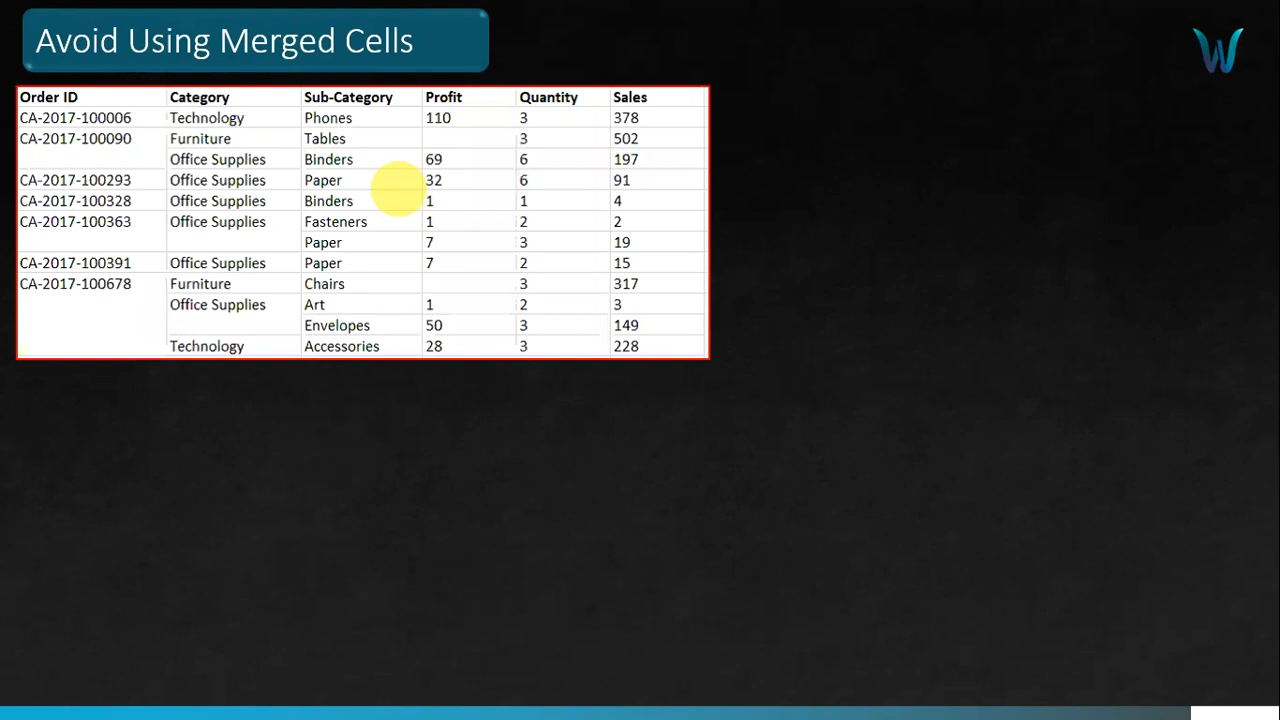 Avoid Using Merged Cells
Order ID Category Sub-Category Profit Quantity Sales
CA-2017-100006 Technology Phones 110 3 378
CA-2017-100090 Furniture Tables 3 502
Office Supplies Binders 69 6 197
CA-2017-100293 Office Supplies Paper 32 6 91
CA-2017-100328 Office Supplies Binders 1 1 4
CA-2017-100363 Office Supplies Fasteners 1 2 2
Paper 7 3 19
CA-2017-100391 Office Supplies Paper 7 2 15
CA-2017-100678 Furniture Chairs 3 317
Office Supplies Art 1 2 3
Envelopes 50 3 149
Technology Accessories 28 3 228